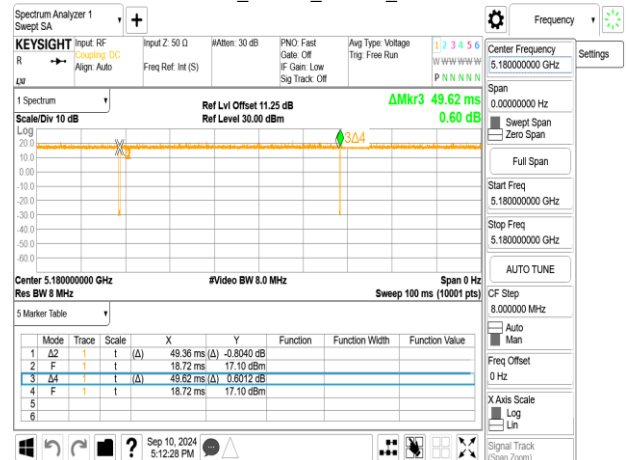 Spectrum Analyzer 1
Swept SA
Frequency
Settings
KEYSIGHT
R
Input: RF
Coupling: DC
Align: Auto
Input Z: 50 Ω
Freq Ref: Int (S)
#Atten: 30 dB
PNO: Fast
Gate: Off
IF Gain: Low
Sig Track: Off
Avg Type: Voltage
Trig: Free Run
1 2 3 4 5 6
W W W W W W
P N N N N N
1 Spectrum
Scale/Div 10 dB
Ref Lvl Offset 11.25 dB
Ref Level 30.00 dBm
ΔMkr3 49.62 ms
0.60 dB
Log
20.0
10.0
0.00
-10.0
-20.0
-30.0
-40.0
-50.0
-60.0
3Δ4
Center 5.180000000 GHz
#Video BW 8.0 MHz
Span 0 Hz
Res BW 8 MHz
Sweep 100 ms (10001 pts)
5 Marker Table
Mode Trace Scale X Y Function Function Width Function Value
1 Δ2 1 t (Δ) 49.36 ms (Δ) -0.8040 dB
2 F 1 t 18.72 ms 17.10 dBm
3 Δ4 1 t (Δ) 49.62 ms (Δ) 0.6012 dB
4 F 1 t 18.72 ms 17.10 dBm
5
6
Sep 10, 2024
5:12:28 PM
Center Frequency
5.180000000 GHz
Span
0.00000000 Hz
Swept Span
Zero Span
Full Span
Start Freq
5.180000000 GHz
Stop Freq
5.180000000 GHz
AUTO TUNE
CF Step
8.000000 MHz
Auto
Man
Freq Offset
0 Hz
X Axis Scale
Log
Lin
Signal Track
(Span Zoom)